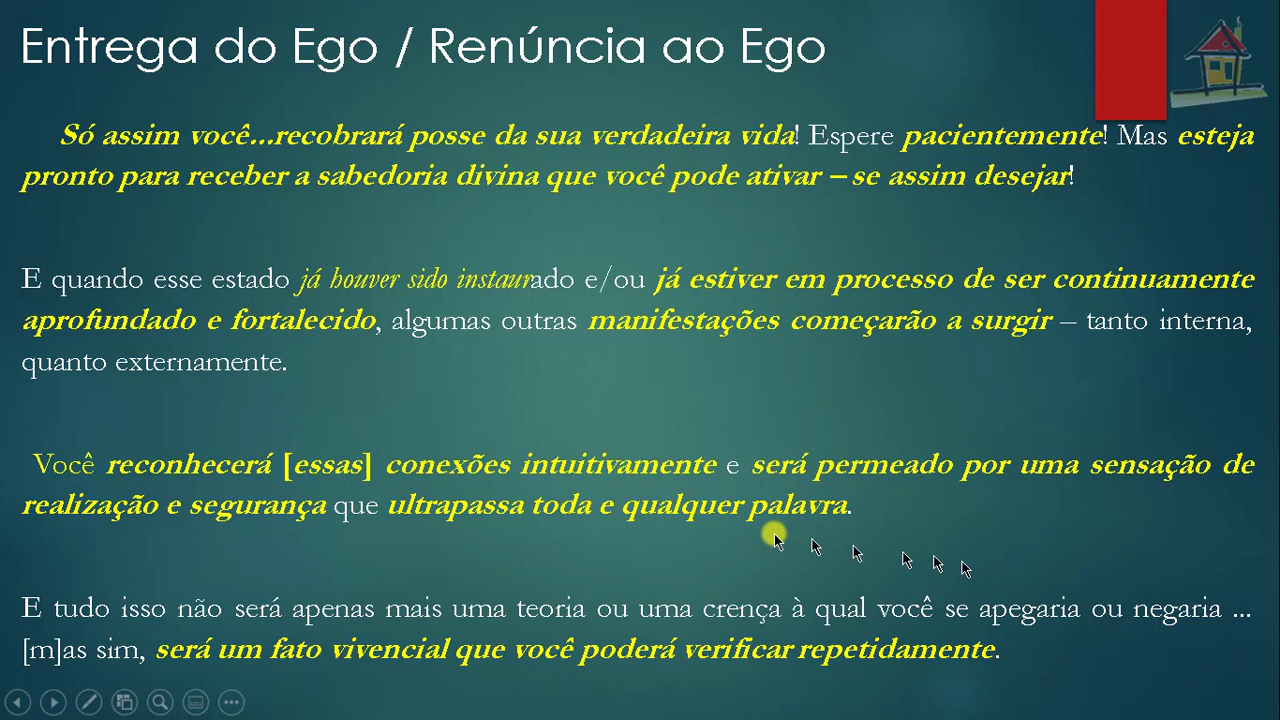 Entrega do Ego / Renúncia ao Ego
Só assim você...recobrará posse da sua verdadeira vida! Espere pacientemente! Mas esteja
pronto para receber a sabedoria divina que você pode ativar – se assim desejar!
E quando esse estado já houver sido instaurado e/ou já estiver em processo de ser continuamente
aprofundado e fortalecido, algumas outras manifestações começarão a surgir – tanto interna,
quanto externamente.
Você reconhecerá [essas] conexões intuitivamente e será permeado por uma sensação de
realização e segurança que ultrapassa toda e qualquer palavra.
E tudo isso não será apenas mais uma teoria ou uma crença à qual você se apegaria ou negaria ...
[m]as sim, será um fato vivencial que você poderá verificar repetidamente.